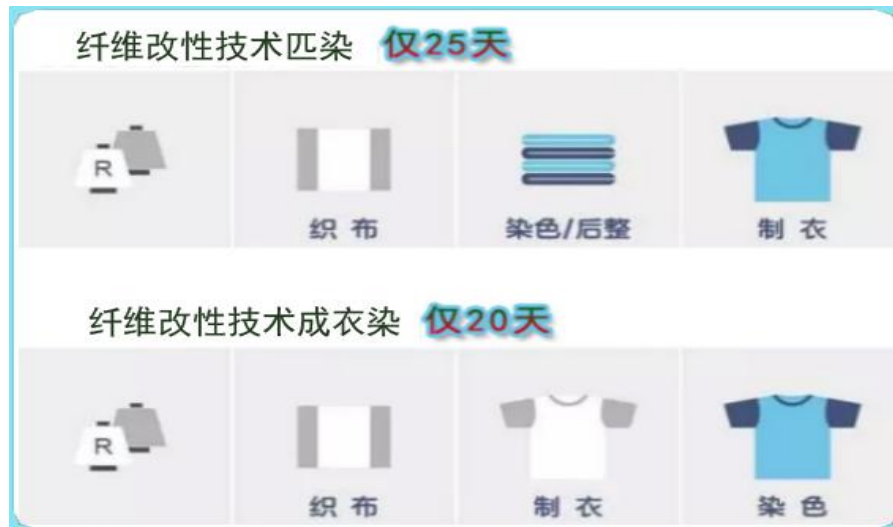 纤维改性技术匹染 仅25天
R
织布 染色/后整 制衣
纤维改性技术成衣染 仅20天
R
织布 制衣 染色